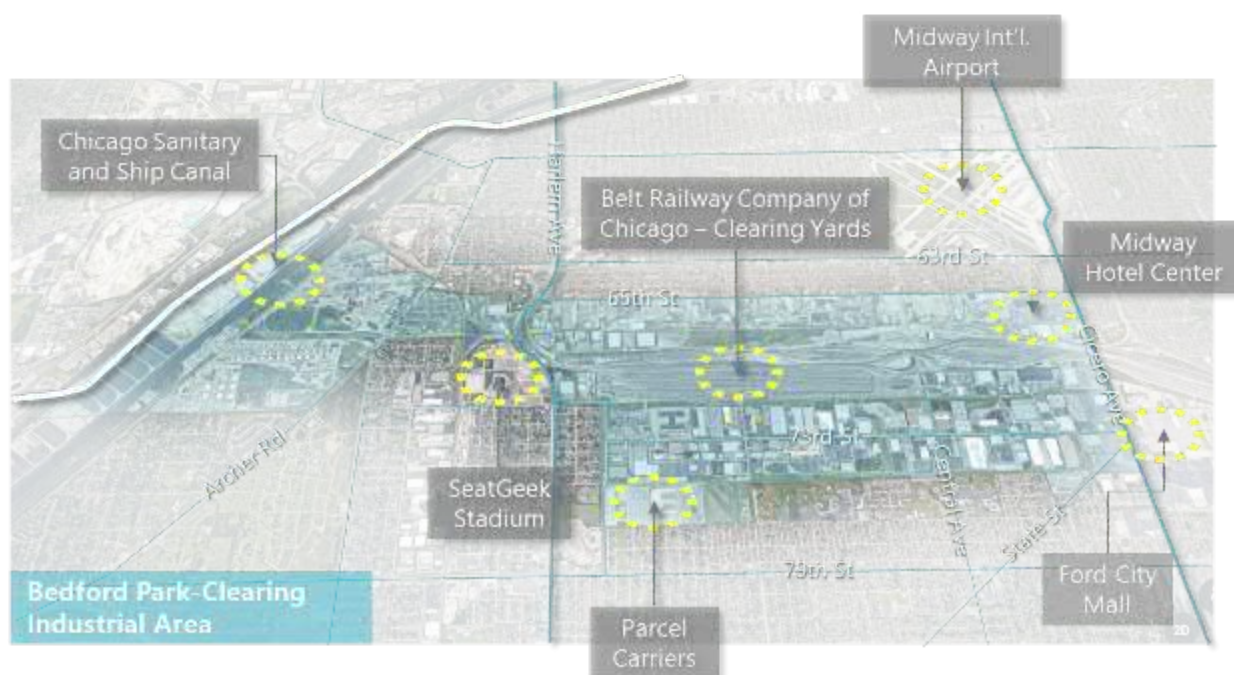 Midway Int'l.
Airport
Chicago Sanitary
and Ship Canal
Harlem Ave
Belt Railway Company of
Chicago – Clearing Yards
63rd St
Midway
Hotel Center
65th St
Cicero Ave
73rd St
Archer Rd
Central Ave
SeatGeek
Stadium
State St
79th St
Ford City
Mall
Bedford Park-Clearing
Industrial Area
Parcel
Carriers
20